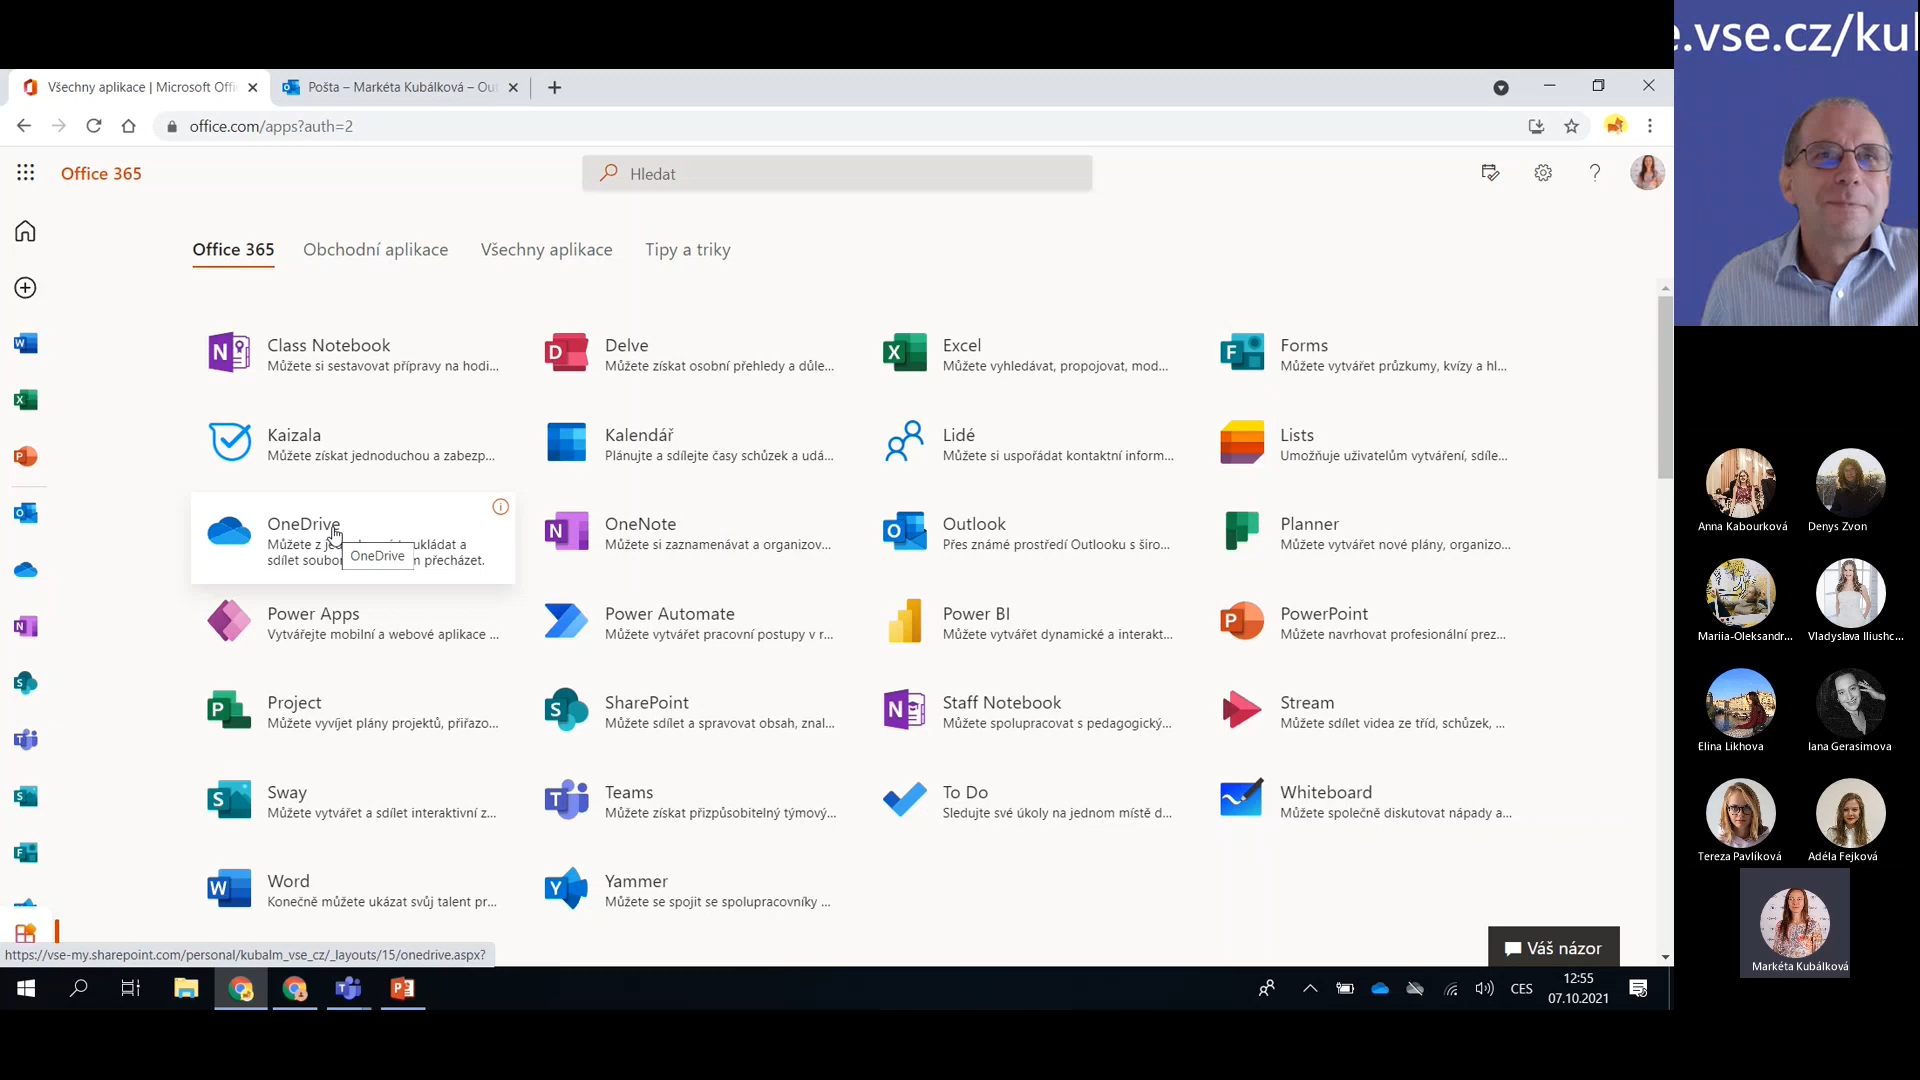 e.vse.cz/kul
Všechny aplikace | Microsoft Offi
Pošta – Markéta Kubálková – Out
office.com/apps?auth=2
Office 365
Hledat
Office 365
Obchodní aplikace
Všechny aplikace
Tipy a triky
Class Notebook
Můžete si sestavovat přípravy na hodi...
Delve
Můžete získat osobní přehledy a důle...
Excel
Můžete vyhledávat, propojovat, mod...
Forms
Můžete vytvářet průzkumy, kvízy a hl...
Kaizala
Můžete získat jednoduchou a zabezp...
Kalendář
Plánujte a sdílejte časy schůzek a udá...
Lidé
Můžete si uspořádat kontaktní inform...
Lists
Umožňuje uživatelům vytváření, sdíle...
OneDrive
Můžete z ukládat a
sdílet soubor přecházet.
OneDrive
OneNote
Můžete si zaznamenávat a organizov...
Outlook
Přes známé prostředí Outlooku s širo...
Planner
Můžete vytvářet nové plány, organizo...
Power Apps
Vytvářejte mobilní a webové aplikace ...
Power Automate
Můžete vytvářet pracovní postupy v r...
Power BI
Můžete vytvářet dynamické a interakt...
PowerPoint
Můžete navrhovat profesionální prez...
Project
Můžete vyvíjet plány projektů, přiřazo...
SharePoint
Můžete sdílet a spravovat obsah, znal...
Staff Notebook
Můžete spolupracovat s pedagogický...
Stream
Můžete sdílet videa ze tříd, schůzek, ...
Sway
Můžete vytvářet a sdílet interaktivní z...
Teams
Můžete získat přizpůsobitelný týmový...
To Do
Sledujte své úkoly na jednom místě d...
Whiteboard
Můžete společně diskutovat nápady a...
Word
Konečně můžete ukázat svůj talent pr...
Yammer
Můžete se spojit se spolupracovníky ...
Váš názor
https://vse-my.sharepoint.com/personal/kubalm_vse_cz/_layouts/15/onedrive.aspx?
CES
12:55
07.10.2021
Anna Kabourková
Denys Zvon
Mariia-Oleksandr...
Vladyslava Iliushc...
Elina Likhova
Iana Gerasimova
Tereza Pavlíková
Adéla Fejková
Markéta Kubálková